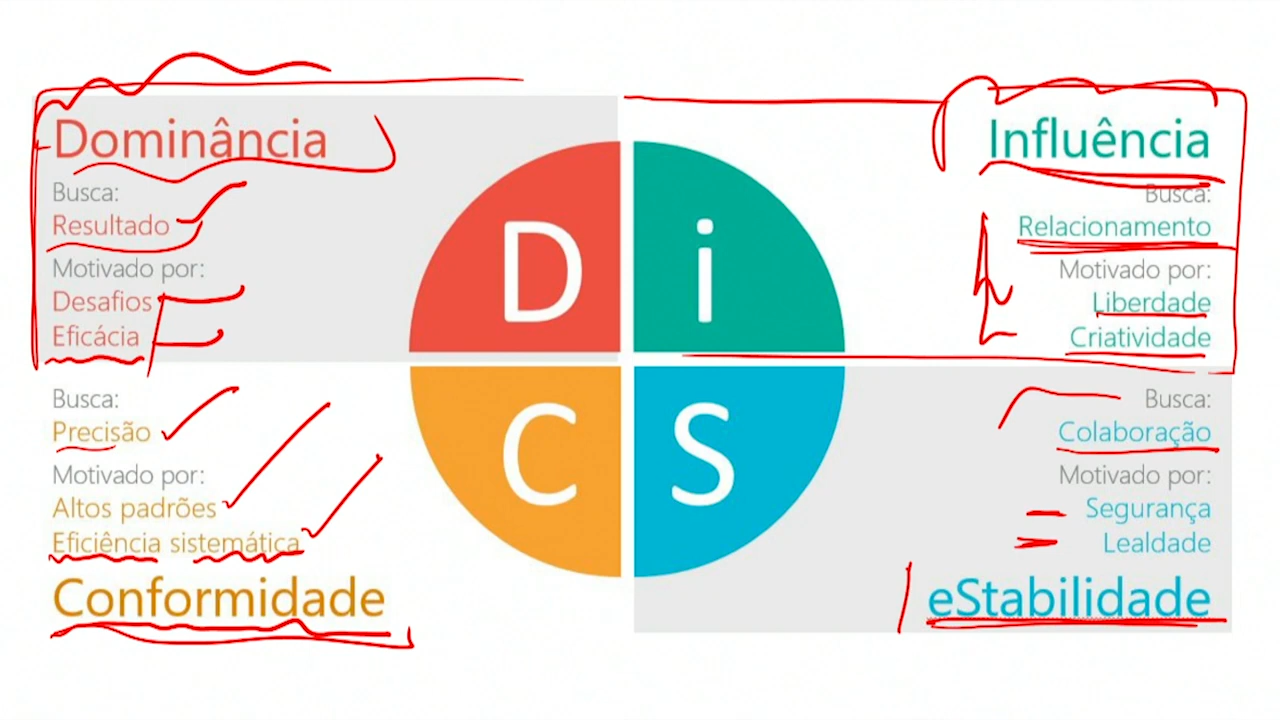 Dominância
Busca:
Resultado
Motivado por:
Desafios
Eficácia
D
i
Influência
Busca:
Relacionamento
Motivado por:
Liberdade
Criatividade
Busca:
Precisão
Motivado por:
Altos padrões
Eficiência sistemática
Conformidade
C
S
Busca:
Colaboração
Motivado por:
Segurança
Lealdade
eStabilidade